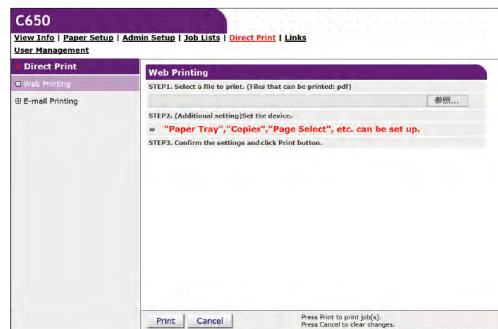 C650
View Info | Paper Setup | Admin Setup | Job Lists | Direct Print | Links
User Management
Direct Print
Web Printing
E-mail Printing
Web Printing
STEP1. Select a file to print. (Files that can be printed: pdf)
参照...
STEP2. (Additional setting)Set the device.
» "Paper Tray","Copies","Page Select", etc. can be set up.
STEP3. Confirm the settings and click Print button.
Print Cancel
Press Print to print job(s).
Press Cancel to clear changes.